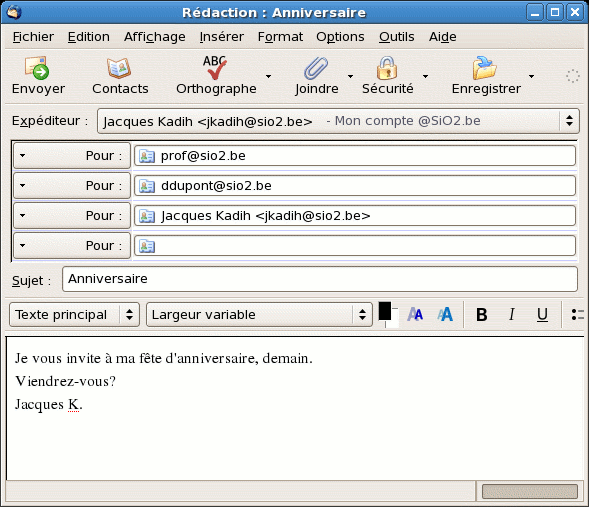 Rédaction : Anniversaire
Fichier Edition Affichage Insérer Format Options Outils Aide
ABC
Envoyer Contacts Orthographe Joindre Sécurité Enregistrer
Expéditeur : Jacques Kadih <jkadih@sio2.be> - Mon compte @SiO2.be
Pour : prof@sio2.be
Pour : ddupont@sio2.be
Pour : Jacques Kadih <jkadih@sio2.be>
Pour :
Sujet : Anniversaire
Texte principal Largeur variable AA AA B I U
Je vous invite à ma fête d'anniversaire, demain.
Viendrez-vous?
Jacques K.